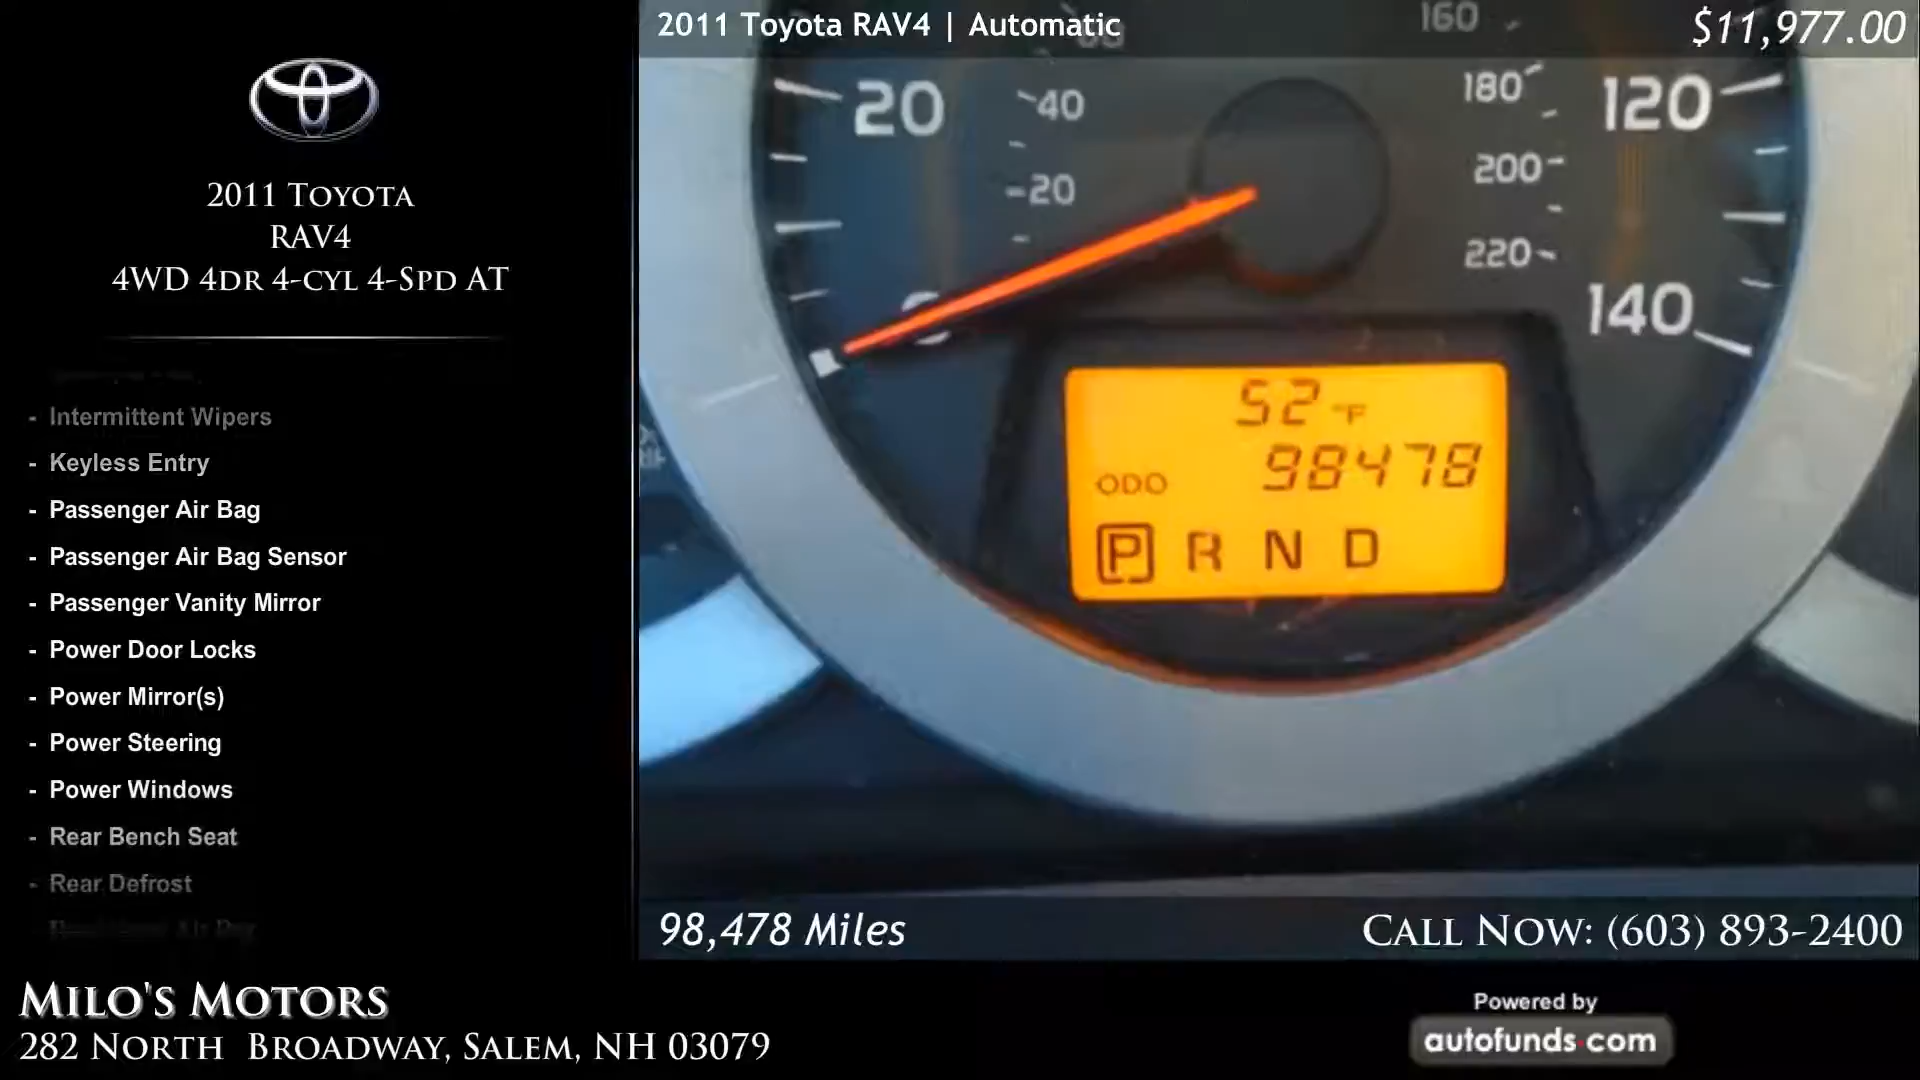 2011 Toyota
RAV4
4WD 4dr 4-cyl 4-Spd AT
- Intermittent Wipers
- Keyless Entry
- Passenger Air Bag
- Passenger Air Bag Sensor
- Passenger Vanity Mirror
- Power Door Locks
- Power Mirror(s)
- Power Steering
- Power Windows
- Rear Bench Seat
- Rear Defrost
2011 Toyota RAV4 | Automatic
$11,977.00
160
20
40
180
120
20
200
220
140
52 °F
ODO 98478
P R N D
98,478 Miles
Call Now: (603) 893-2400
Milo's Motors
282 North Broadway, Salem, NH 03079
Powered by
autofunds.com